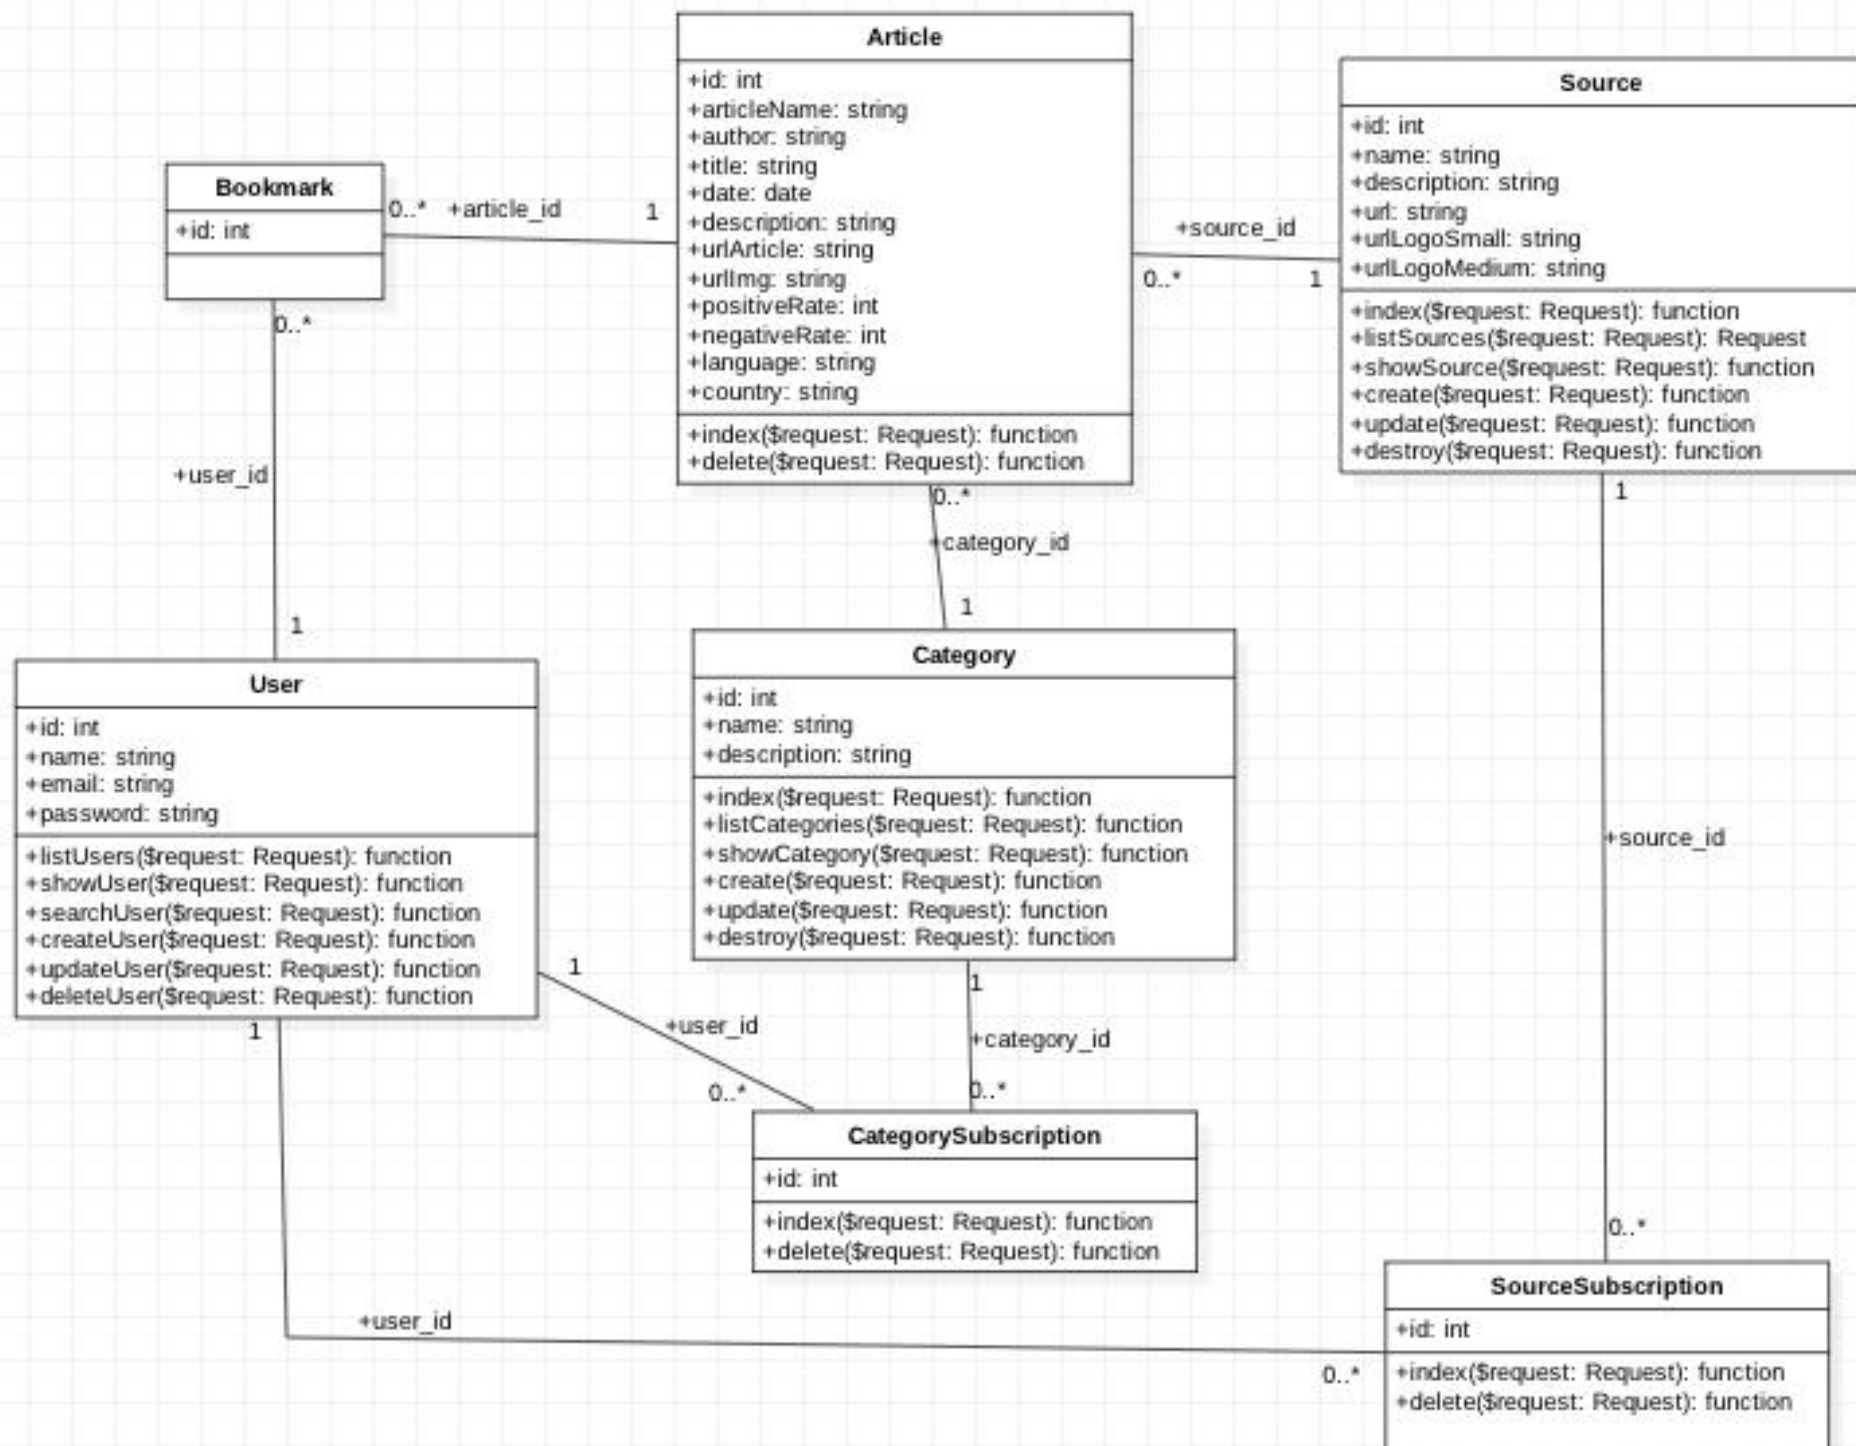 Article
+id: int
+articleName: string
+author: string
+title: string
+date: date
+description: string
+urlArticle: string
+urlImg: string
+positiveRate: int
+negativeRate: int
+language: string
+country: string
+index($request: Request): function
+delete($request: Request): function
Source
+id: int
+name: string
+description: string
+url: string
+urlLogoSmall: string
+urlLogoMedium: string
+index($request: Request): function
+listSources($request: Request): Request
+showSource($request: Request): function
+create($request: Request): function
+update($request: Request): function
+destroy($request: Request): function
Bookmark
+id: int
0..* +article_id 1
+source_id
0..* 1
0..*
+user_id
1
0..*
+category_id
1
1
+source_id
0..*
User
+id: int
+name: string
+email: string
+password: string
+listUsers($request: Request): function
+showUser($request: Request): function
+searchUser($request: Request): function
+createUser($request: Request): function
+updateUser($request: Request): function
+deleteUser($request: Request): function
Category
+id: int
+name: string
+description: string
+index($request: Request): function
+listCategories($request: Request): function
+showCategory($request: Request): function
+create($request: Request): function
+update($request: Request): function
+destroy($request: Request): function
1
+user_id
0..*
1
+category_id
0..*
CategorySubscription
+id: int
+index($request: Request): function
+delete($request: Request): function
1
+user_id
0..*
SourceSubscription
+id: int
+index($request: Request): function
+delete($request: Request): function